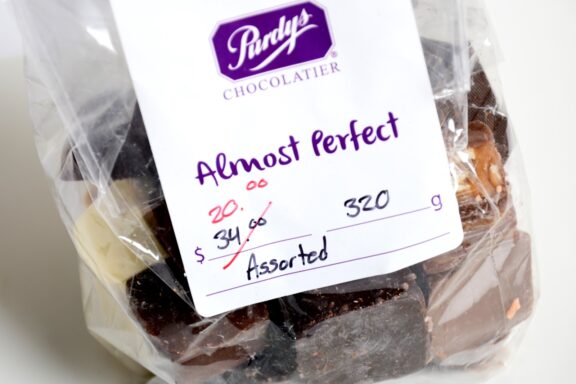 Purdys
®
CHOCOLATIER
Almost Perfect
20.00
$ 34.00 320 g
Assorted